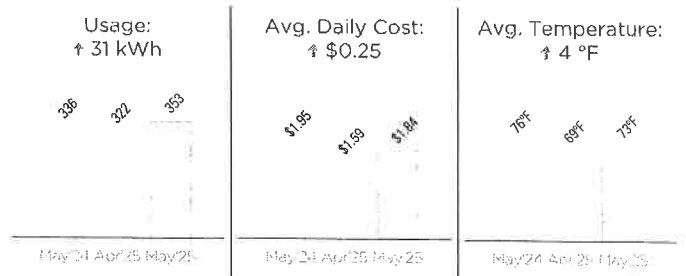 Usage:
↑ 31 kWh
336
322
353
May'24 Apr'25 May'25
Avg. Daily Cost:
↑ $0.25
$1.95
$1.59
$1.84
May'24 Apr'25 May'25
Avg. Temperature:
↑ 4 °F
76°F
69°F
73°F
May'24 Apr'25 May'25